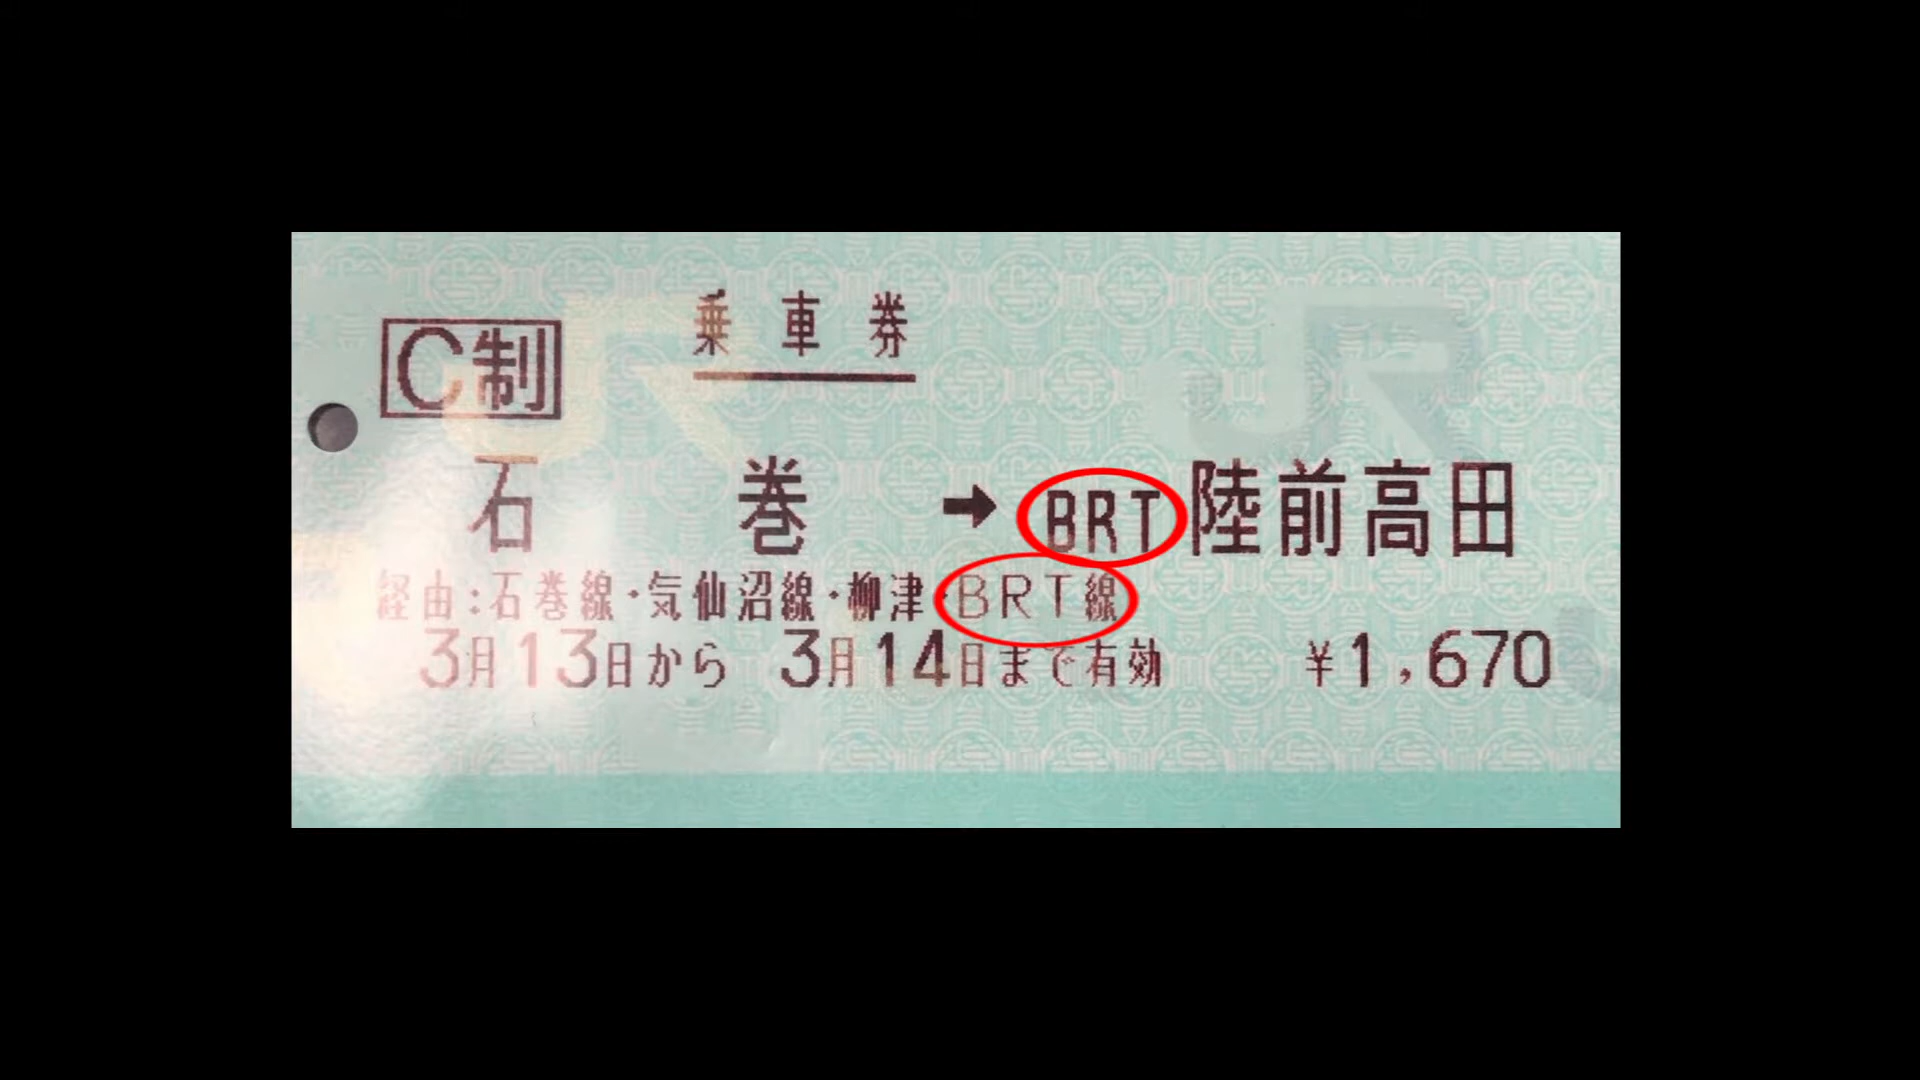 乗車券
C制
石巻→BRT陸前高田
経由:石巻線・気仙沼線・柳津・BRT線
3月13日から 3月14日まで有効 ¥1,670
JR JR